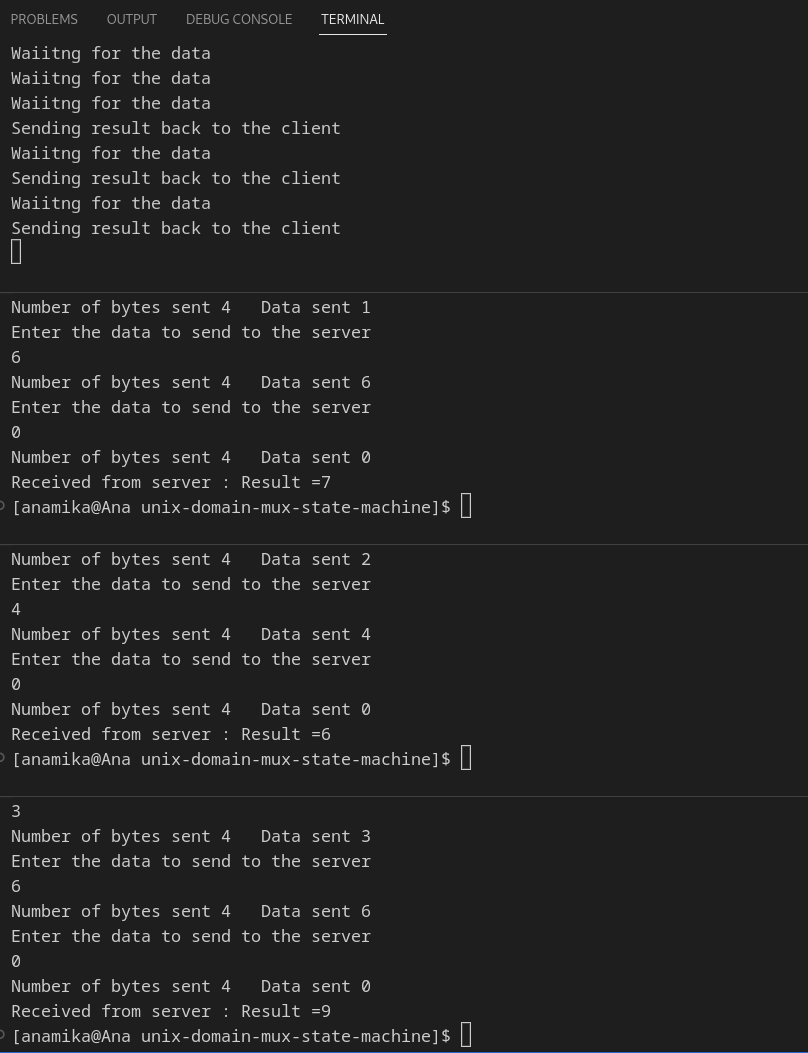 PROBLEMS OUTPUT DEBUG CONSOLE TERMINAL
Waiitng for the data
Waiitng for the data
Waiitng for the data
Sending result back to the client
Waiitng for the data
Sending result back to the client
Waiitng for the data
Sending result back to the client
Number of bytes sent 4   Data sent 1
Enter the data to send to the server
6
Number of bytes sent 4   Data sent 6
Enter the data to send to the server
0
Number of bytes sent 4   Data sent 0
Received from server : Result =7
[anamika@Ana unix-domain-mux-state-machine]$
Number of bytes sent 4   Data sent 2
Enter the data to send to the server
4
Number of bytes sent 4   Data sent 4
Enter the data to send to the server
0
Number of bytes sent 4   Data sent 0
Received from server : Result =6
[anamika@Ana unix-domain-mux-state-machine]$
3
Number of bytes sent 4   Data sent 3
Enter the data to send to the server
6
Number of bytes sent 4   Data sent 6
Enter the data to send to the server
0
Number of bytes sent 4   Data sent 0
Received from server : Result =9
[anamika@Ana unix-domain-mux-state-machine]$